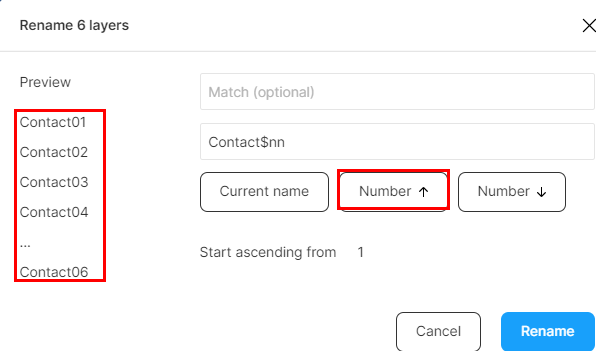 Rename 6 layers
Preview
Contact01
Contact02
Contact03
Contact04
...
Contact06
Match (optional)
Contact$nn
Current name
Number ↑
Number ↓
Start ascending from 1
Cancel
Rename